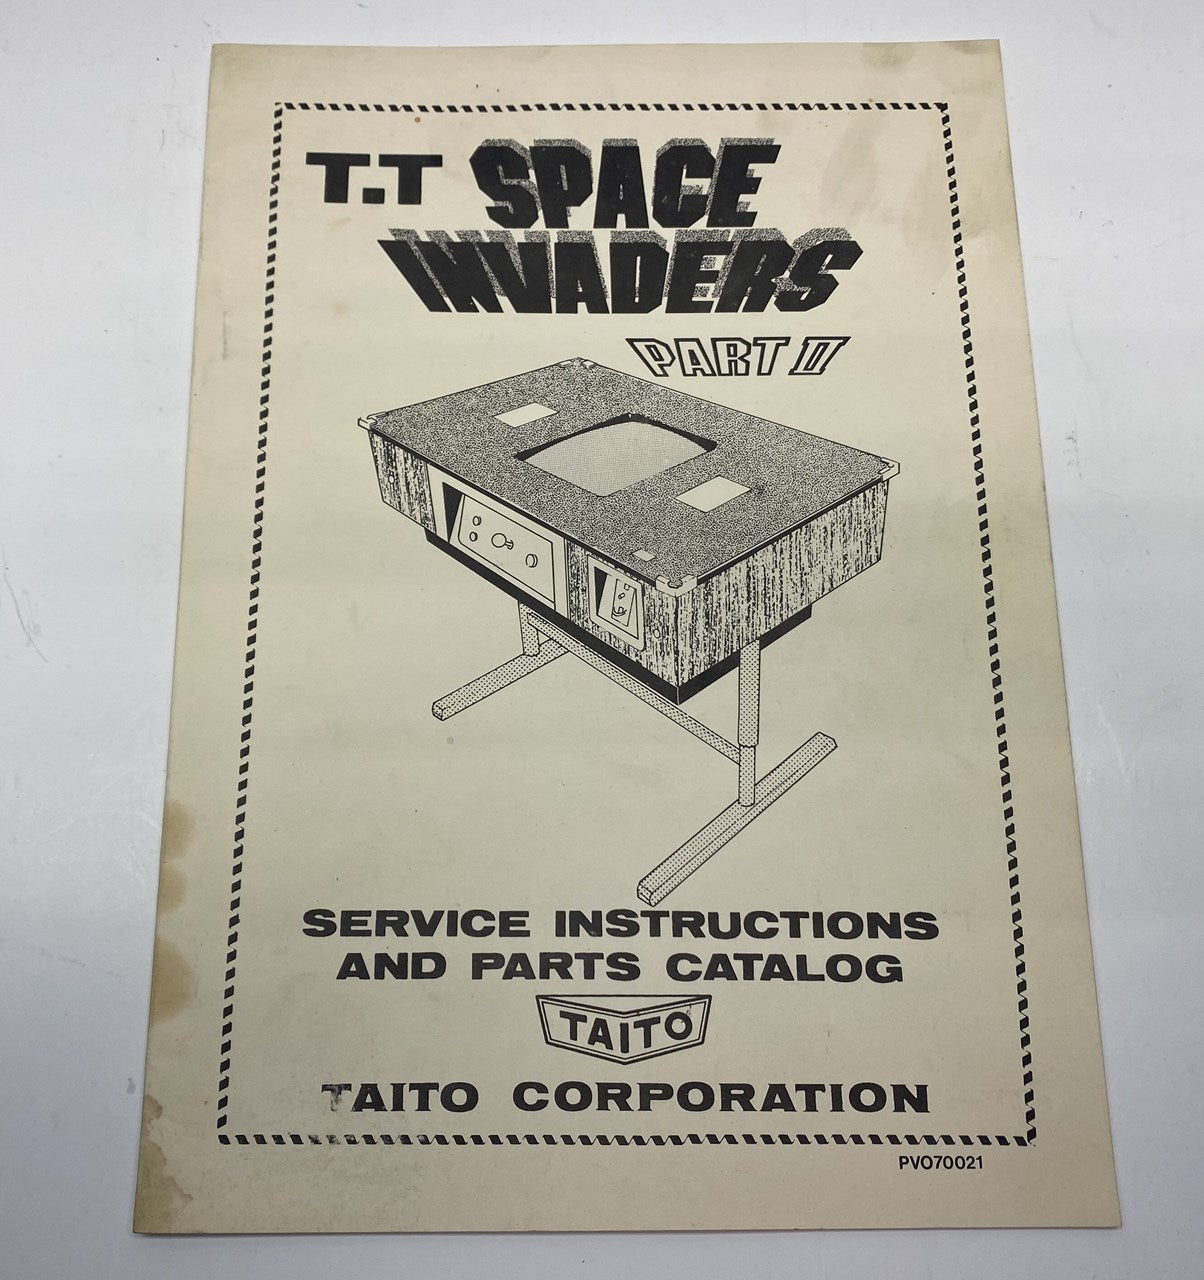 T.T SPACE
INVADERS
PART II
SERVICE INSTRUCTIONS
AND PARTS CATALOG
TAITO
TAITO CORPORATION
PVO70021